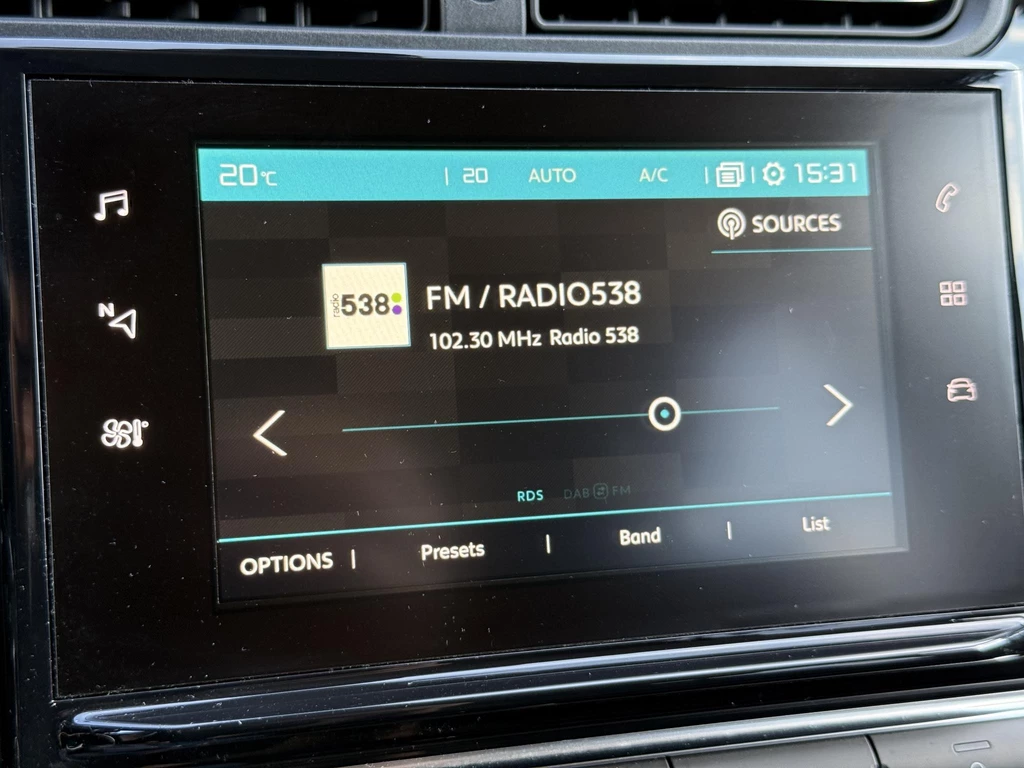 20°C | 20 AUTO A/C | | 15:31
SOURCES
radio 538
FM / RADIO538
102.30 MHz Radio 538
N
RDS DAB FM
OPTIONS | Presets | Band | List